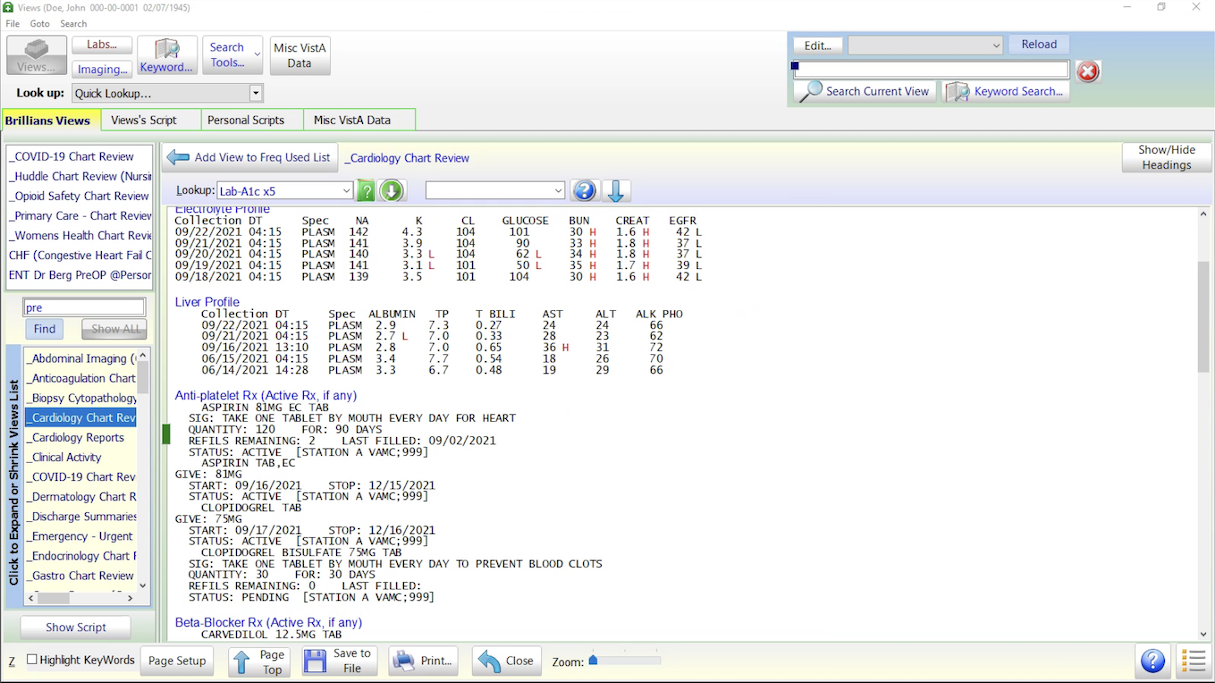 Views (Doe, John 000-00-0001 02/07/1945)
File Goto Search
Views...
Labs...
Imaging...
Keyword...
Search Tools...
Misc VistA Data
Look up: Quick Lookup...
Edit...
Reload
Search Current View
Keyword Search...
Brillians Views
Views's Script
Personal Scripts
Misc VistA Data
_COVID-19 Chart Review
_Huddle Chart Review (Nursi
_Opioid Safety Chart Review
_Primary Care - Chart Review
_Womens Health Chart Revie
CHF (Congestive Heart Fail C
ENT Dr Berg PreOP @Person
pre
Find
Show ALL
Click to Expand or Shrink Views List
_Abdominal Imaging (
_Anticoagulation Chart
_Biopsy Cytopathology
_Cardiology Chart Rev
_Cardiology Reports
_Clinical Activity
_COVID-19 Chart Rev
_Dermatology Chart R
_Discharge Summaries
_Emergency - Urgent
_Endocrinology Chart F
_Gastro Chart Review
Show Script
Add View to Freq Used List
_Cardiology Chart Review
Show/Hide Headings
Lookup: Lab-A1c x5
Electrolyte Profile
Collection DT Spec NA K CL GLUCOSE BUN CREAT EGFR
09/22/2021 04:15 PLASM 142 4.3 104 101 30 H 1.6 H 42 L
09/21/2021 04:15 PLASM 141 3.9 104 90 33 H 1.8 H 37 L
09/20/2021 04:15 PLASM 140 3.3 L 104 62 L 34 H 1.8 H 37 L
09/19/2021 04:15 PLASM 141 3.1 L 101 50 L 35 H 1.7 H 39 L
09/18/2021 04:15 PLASM 139 3.5 101 104 30 H 1.6 H 42 L
Liver Profile
Collection DT Spec ALBUMIN TP T BILI AST ALT ALK PHO
09/22/2021 04:15 PLASM 2.9 7.3 0.27 24 24 66
09/21/2021 04:15 PLASM 2.7 L 7.0 0.33 28 23 62
09/16/2021 13:10 PLASM 2.8 7.0 0.65 36 H 31 72
06/15/2021 04:15 PLASM 3.4 7.7 0.54 18 26 70
06/14/2021 14:28 PLASM 3.3 6.7 0.48 19 29 66
Anti-platelet Rx (Active Rx, if any)
ASPIRIN 81MG EC TAB
SIG: TAKE ONE TABLET BY MOUTH EVERY DAY FOR HEART
QUANTITY: 120 FOR: 90 DAYS
REFILS REMAINING: 2 LAST FILLED: 09/02/2021
STATUS: ACTIVE [STATION A VAMC;999]
ASPIRIN TAB,EC
GIVE: 81MG
START: 09/16/2021 STOP: 12/15/2021
STATUS: ACTIVE [STATION A VAMC;999]
CLOPIDOGREL TAB
GIVE: 75MG
START: 09/17/2021 STOP: 12/16/2021
STATUS: ACTIVE [STATION A VAMC;999]
CLOPIDOGREL BISULFATE 75MG TAB
SIG: TAKE ONE TABLET BY MOUTH EVERY DAY TO PREVENT BLOOD CLOTS
QUANTITY: 30 FOR: 30 DAYS
REFILS REMAINING: 0 LAST FILLED:
STATUS: PENDING [STATION A VAMC;999]
Beta-Blocker Rx (Active Rx, if any)
CARVEDILOL 12.5MG TAB
Z
Highlight KeyWords
Page Setup
Page Top
Save to File
Print...
Close
Zoom: